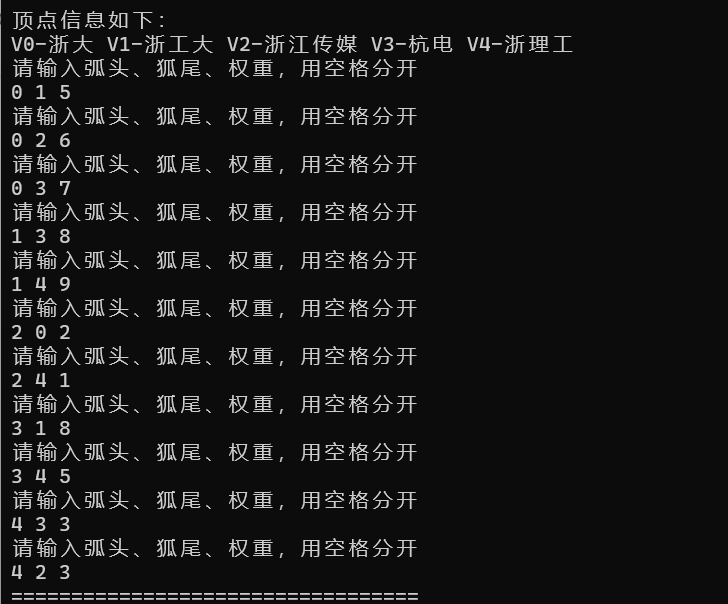 顶点信息如下：
V0-浙大 V1-浙工大 V2-浙江传媒 V3-杭电 V4-浙理工
请输入弧头、狐尾、权重，用空格分开
0 1 5
请输入弧头、狐尾、权重，用空格分开
0 2 6
请输入弧头、狐尾、权重，用空格分开
0 3 7
请输入弧头、狐尾、权重，用空格分开
1 3 8
请输入弧头、狐尾、权重，用空格分开
1 4 9
请输入弧头、狐尾、权重，用空格分开
2 0 2
请输入弧头、狐尾、权重，用空格分开
2 4 1
请输入弧头、狐尾、权重，用空格分开
3 1 8
请输入弧头、狐尾、权重，用空格分开
3 4 5
请输入弧头、狐尾、权重，用空格分开
4 3 3
请输入弧头、狐尾、权重，用空格分开
4 2 3
==================================